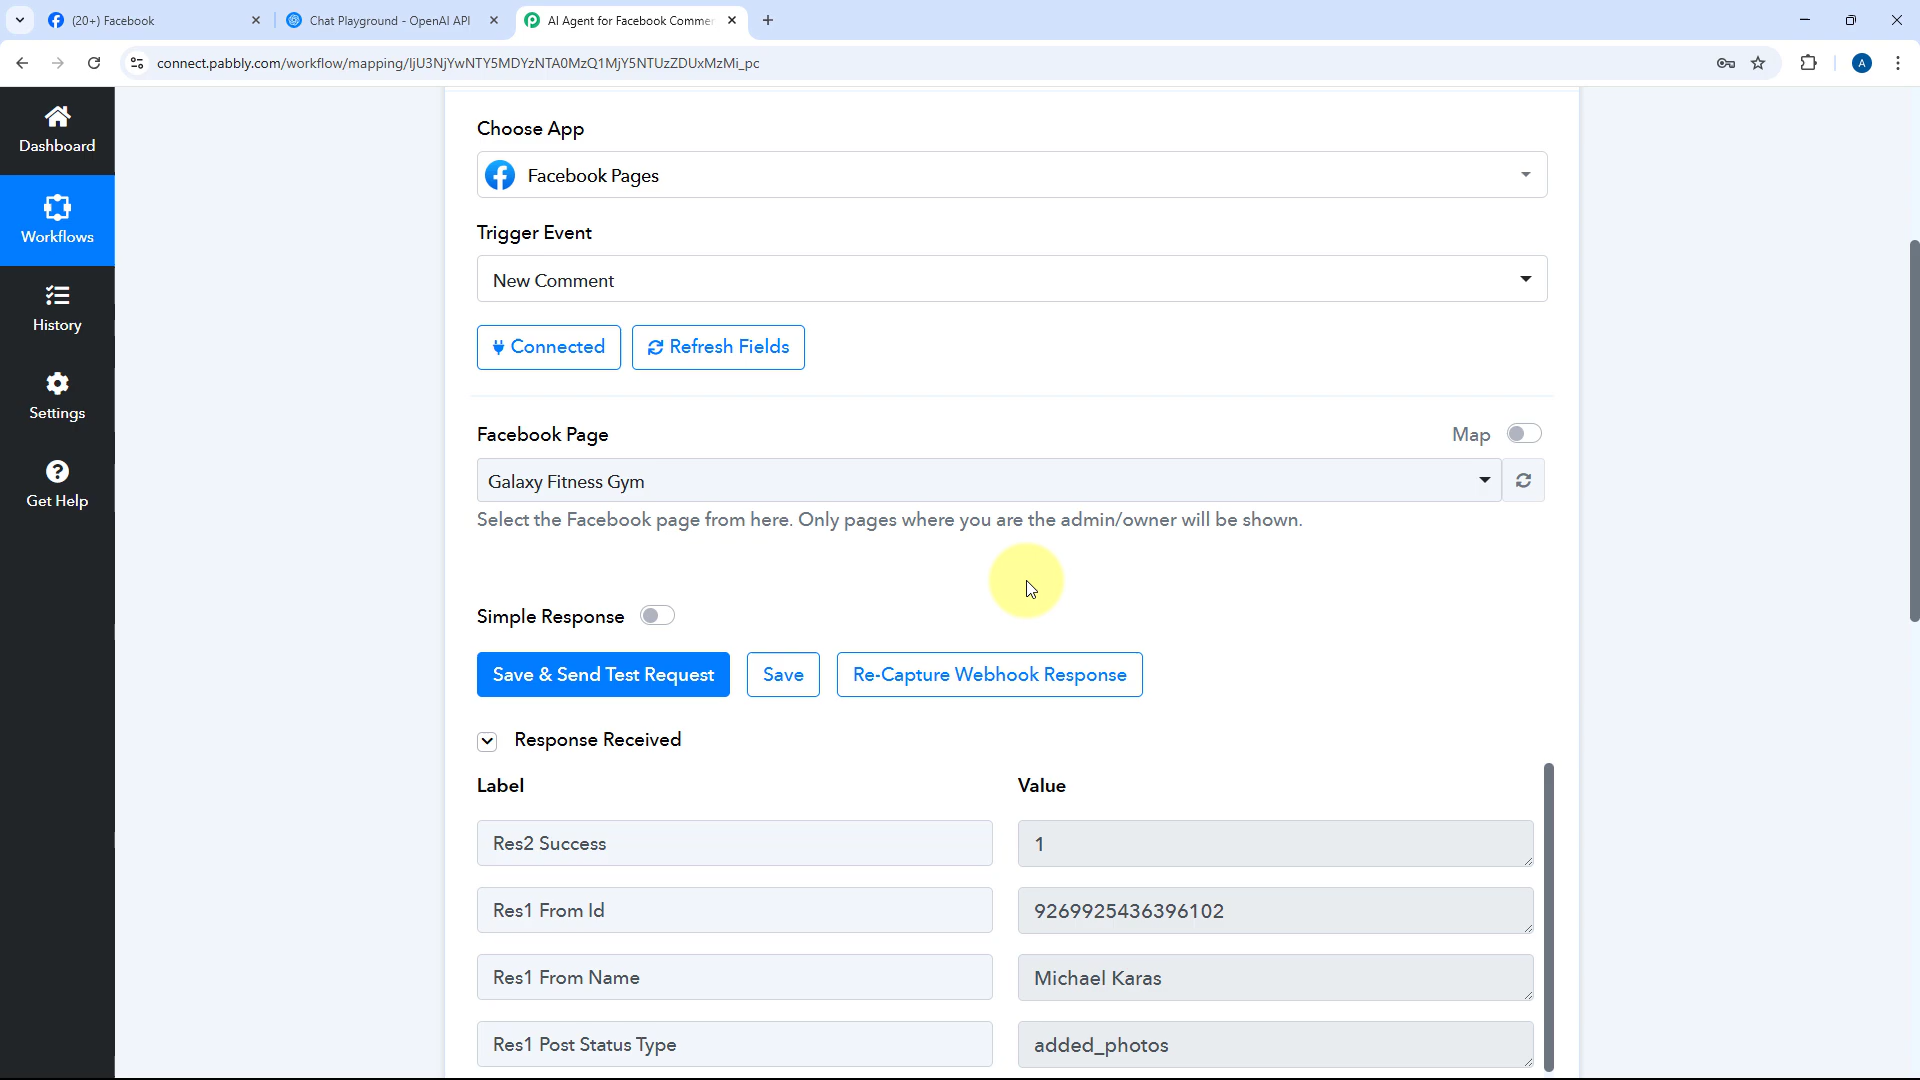 (20+) Facebook
Chat Playground - OpenAI API
AI Agent for Facebook Commer
connect.pabbly.com/workflow/mapping/IjU3NjYwNTY5MDYzNTA0MzQ1MjY5NTUzZDUxMzMi_pc
A
Dashboard
Workflows
History
Settings
Get Help
Choose App
Facebook Pages
Trigger Event
New Comment
Connected
Refresh Fields
Facebook Page
Map
Galaxy Fitness Gym
Select the Facebook page from here. Only pages where you are the admin/owner will be shown.
Simple Response
Save & Send Test Request
Save
Re-Capture Webhook Response
Response Received
Label
Value
Res2 Success
1
Res1 From Id
9269925436396102
Res1 From Name
Michael Karas
Res1 Post Status Type
added_photos